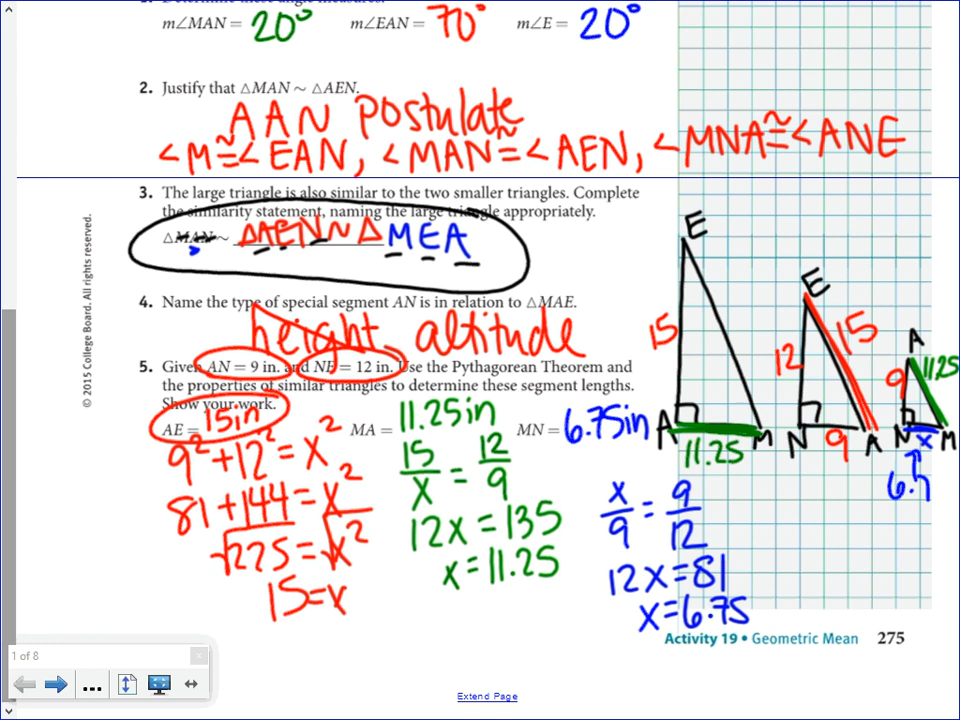 m∠MAN = 20° m∠EAN = 70° m∠E = 20°
2. Justify that △MAN ~ △AEN.
AAN Postulate
∠M ≅ ∠EAN, ∠MAN ≅ ∠AEN, ∠MNA ≅ ∠ANE
3. The large triangle is also similar to the two smaller triangles. Complete
the similarity statement, naming the large triangle appropriately.
△MAN ~ △AEN ~ △MEA
4. Name the type of special segment AN is in relation to △MAE.
height altitude
5. Given AN = 9 in. and NE = 12 in. Use the Pythagorean Theorem and
the properties of similar triangles to determine these segment lengths.
Show your work.
AE = 15in MA = 11.25in MN = 6.75in
9² + 12² = x²
81 + 144 = x²
√225 = √x²
15 = x
15/x = 12/9
12x = 135
x = 11.25
x/9 = 9/12
12x = 81
x = 6.75
E
15
A
M
11.25
E
12
15
N
9
A
A
9
11.25
N
x
M
6.7
© 2015 College Board. All rights reserved.
Activity 19 • Geometric Mean 275
1 of 8
Extend Page